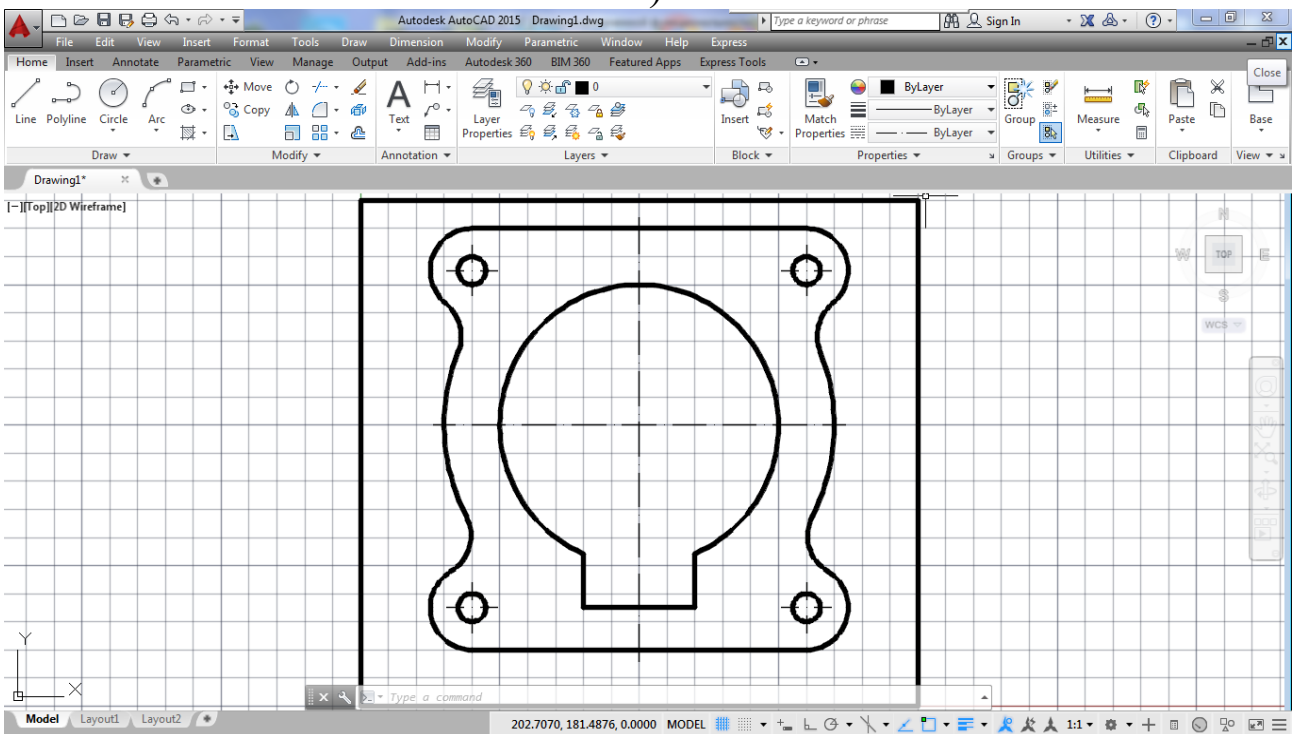 Autodesk AutoCAD 2015 Drawing1.dwg
Type a keyword or phrase
Sign In
File Edit View Insert Format Tools Draw Dimension Modify Parametric Window Help Express
Home Insert Annotate Parametric View Manage Output Add-ins Autodesk 360 BIM 360 Featured Apps Express Tools
Close
Line Polyline Circle Arc
Move
Copy
Text
Layer
Properties
0
Insert
Match
Properties
ByLayer
ByLayer
ByLayer
Group
Measure
Paste
Base
Draw Modify Annotation Layers Block Properties Groups Utilities Clipboard View
Drawing1*
[−][Top][2D Wireframe]
N
W TOP E
S
WCS
Y
X
Type a command
Model Layout1 Layout2
202.7070, 181.4876, 0.0000 MODEL
1:1